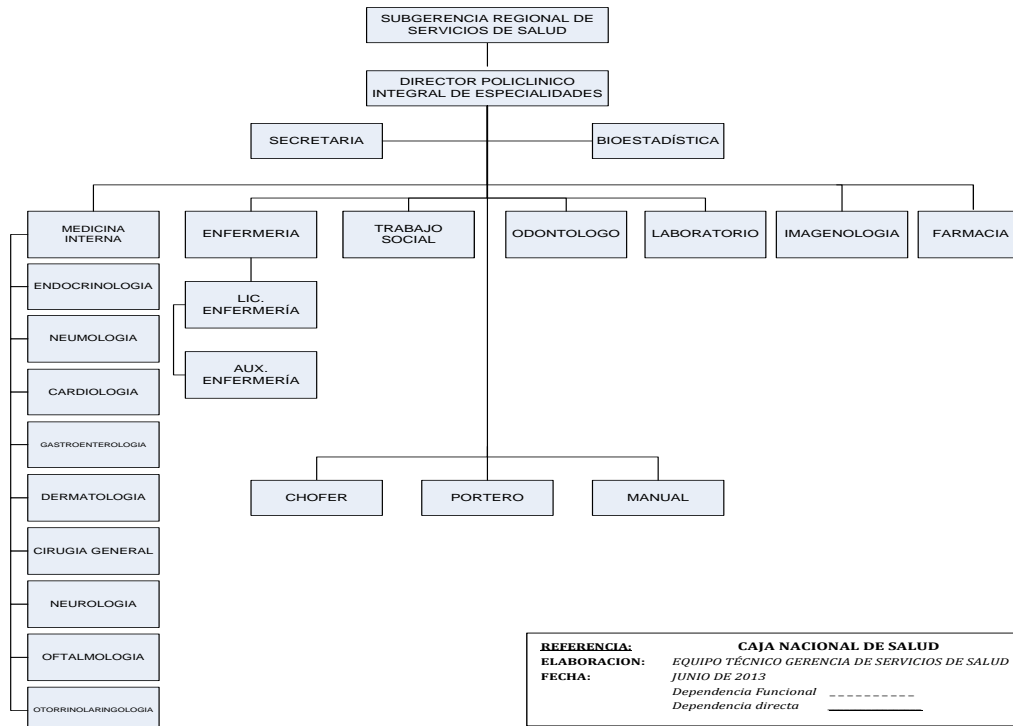 SUBGERENCIA REGIONAL DE
SERVICIOS DE SALUD
DIRECTOR POLICLINICO
INTEGRAL DE ESPECIALIDADES
SECRETARIA
BIOESTADÍSTICA
MEDICINA
INTERNA
ENFERMERIA
TRABAJO
SOCIAL
ODONTOLOGO
LABORATORIO
IMAGENOLOGIA
FARMACIA
ENDOCRINOLOGIA
NEUMOLOGIA
CARDIOLOGIA
GASTROENTEROLOGIA
DERMATOLOGIA
CIRUGIA GENERAL
NEUROLOGIA
OFTALMOLOGIA
OTORRINOLARINGOLOGIA
LIC.
ENFERMERÍA
AUX.
ENFERMERÍA
CHOFER
PORTERO
MANUAL
REFERENCIA: CAJA NACIONAL DE SALUD
ELABORACION: EQUIPO TÉCNICO GERENCIA DE SERVICIOS DE SALUD
FECHA: JUNIO DE 2013
Dependencia Funcional
Dependencia directa